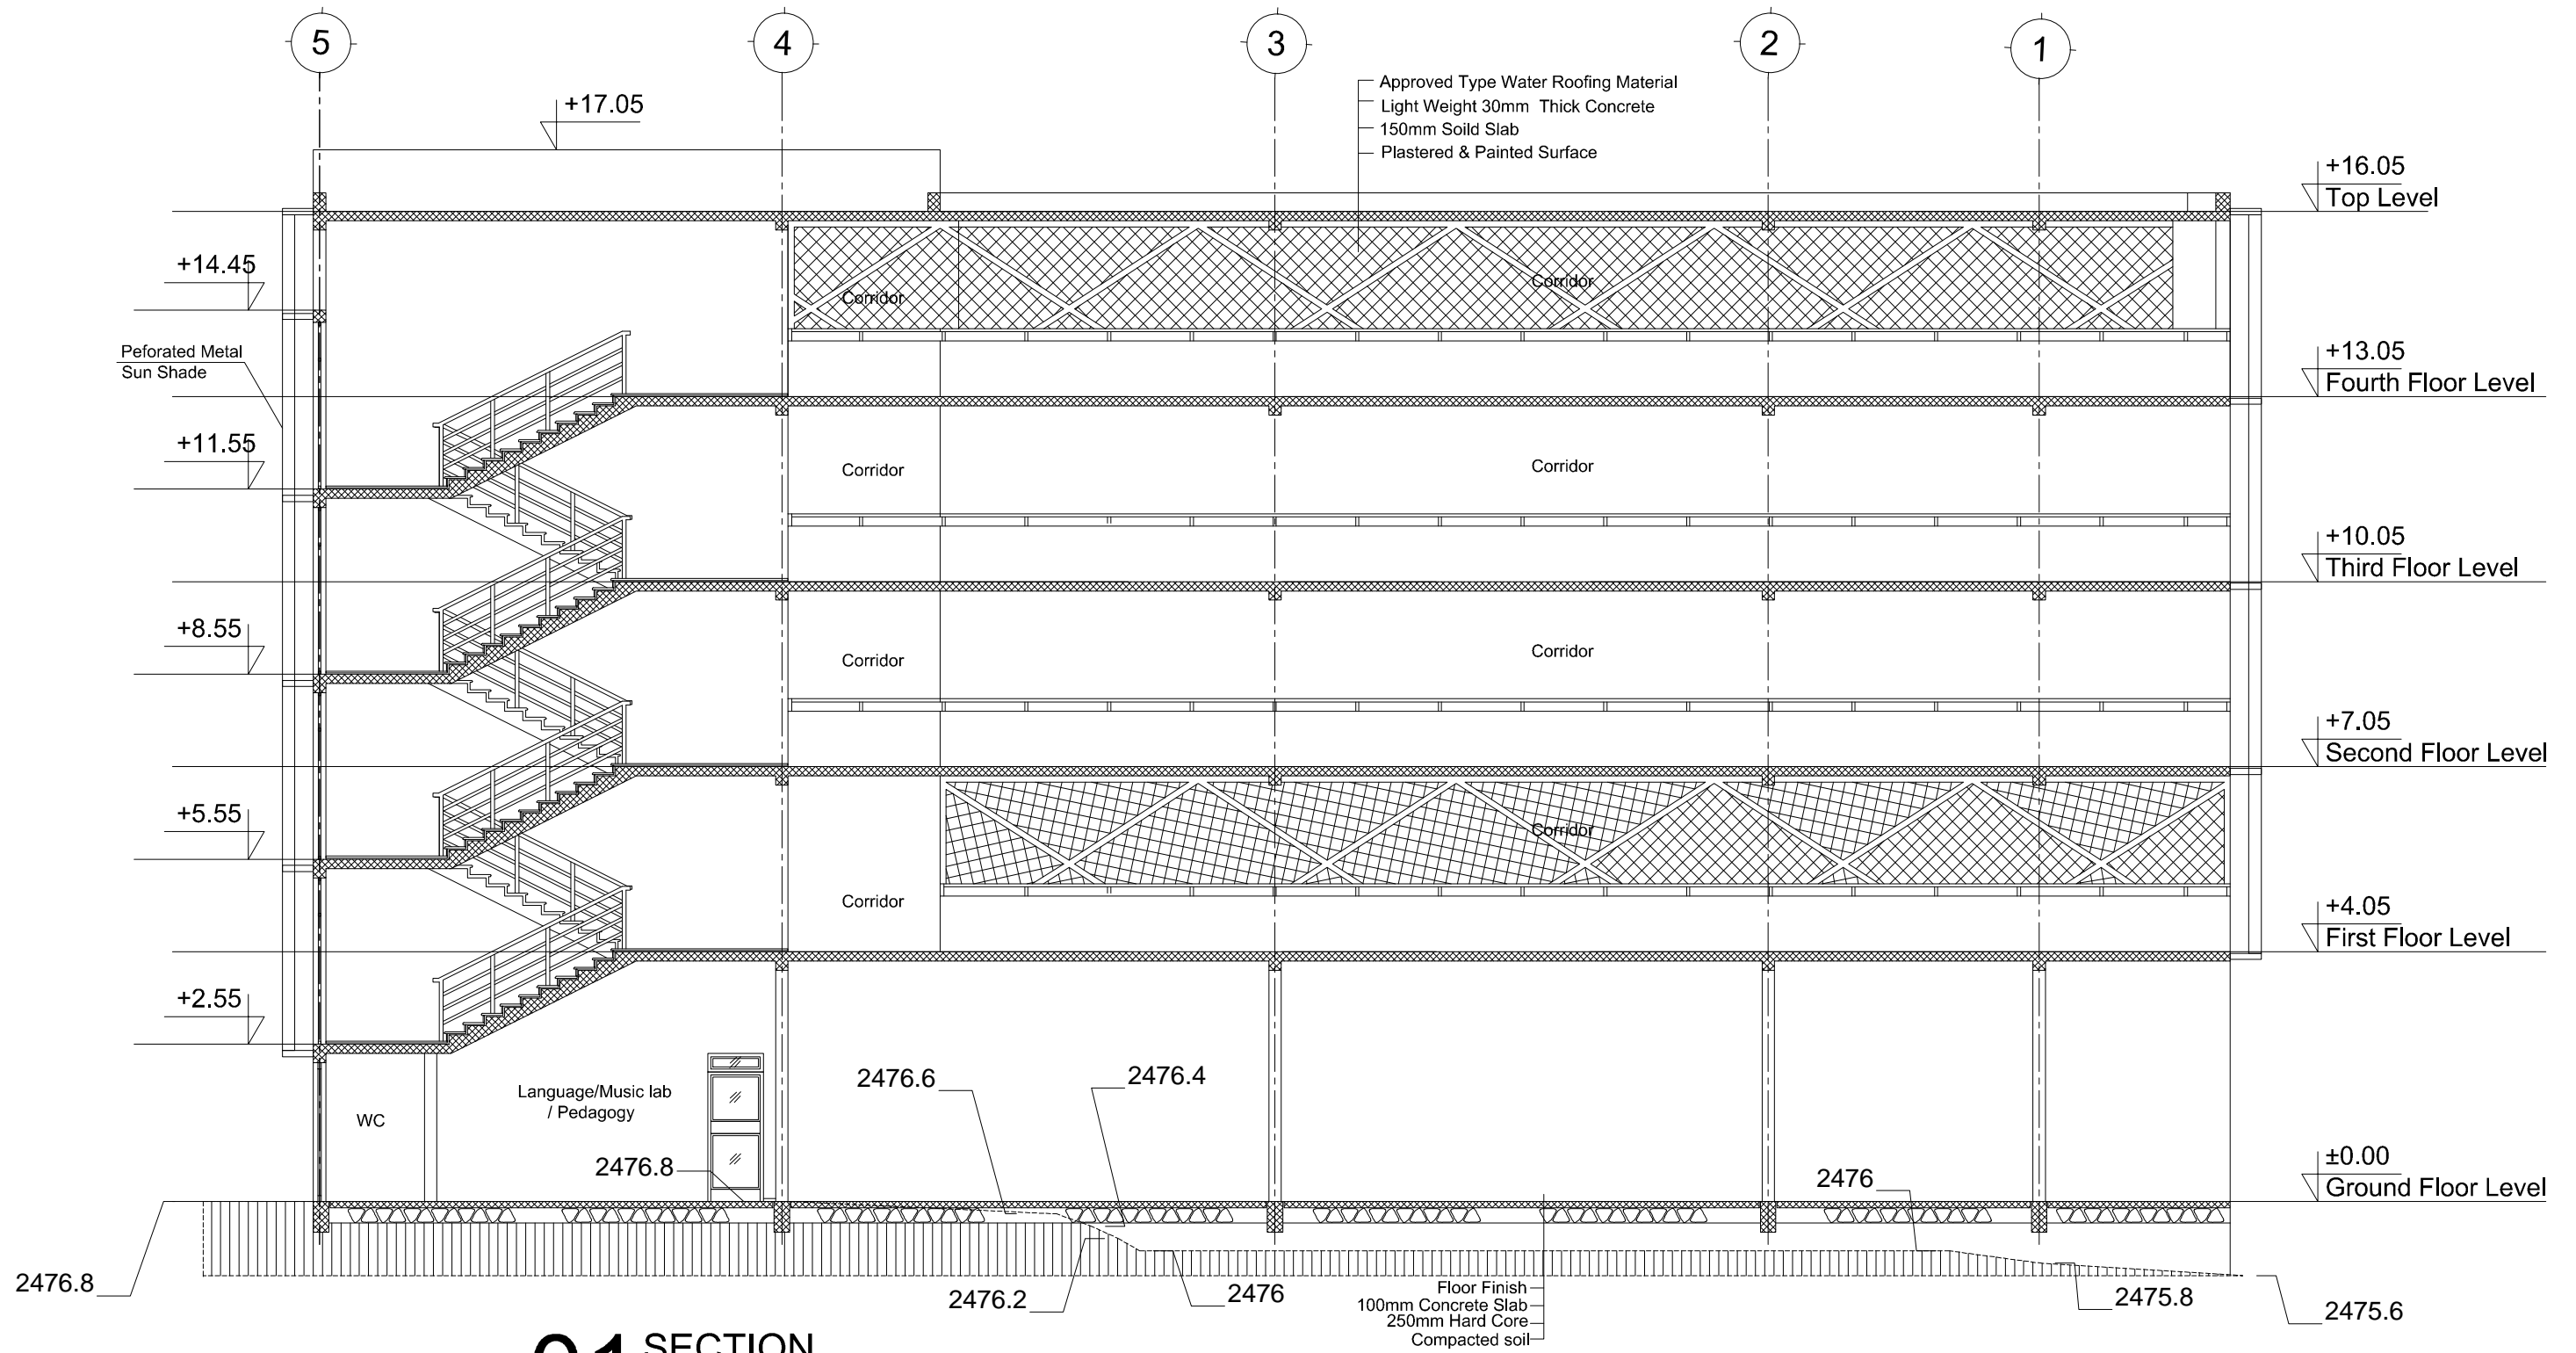 5
4
3
2
1
Approved Type Water Roofing Material
Light Weight 30mm Thick Concrete
150mm Soild Slab
Plastered & Painted Surface
+17.05
+16.05
Top Level
+14.45
Corridor
Corridor
Peforated Metal
Sun Shade
+13.05
Fourth Floor Level
+11.55
Corridor
Corridor
+10.05
Third Floor Level
+8.55
Corridor
Corridor
+7.05
Second Floor Level
+5.55
Corridor
Corridor
+4.05
First Floor Level
+2.55
2476.6
2476.4
Language/Music lab
/ Pedagogy
WC
2476.8
2476
±0.00
Ground Floor Level
2476.8
2476.2
2476
Floor Finish
100mm Concrete Slab
250mm Hard Core
Compacted soil
2475.8
2475.6
SECTION